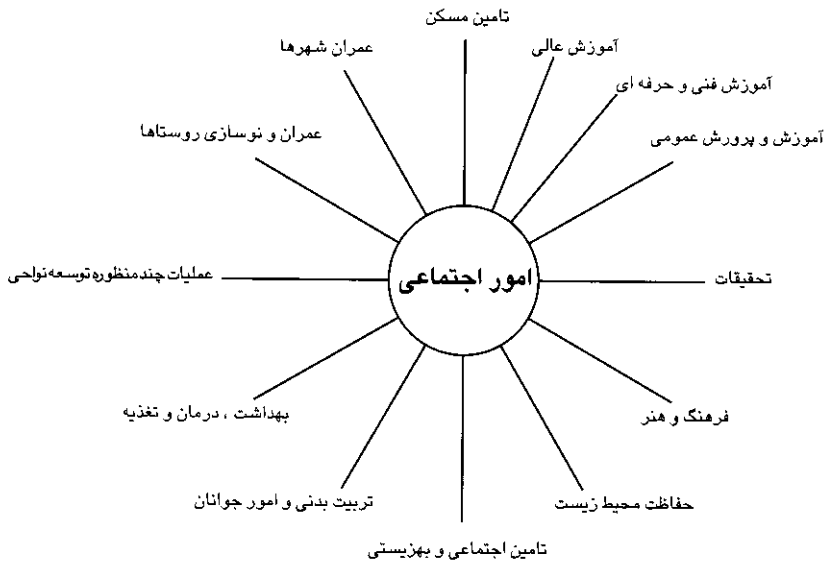 تامین مسکن
آموزش عالی
عمران شهرها
آموزش فنی و حرفه ای
آموزش و پرورش عمومی
عمران و نوسازی روستاها
امور اجتماعی
تحقیقات
عملیات چندمنظوره توسعه نواحی
فرهنگ و هنر
بهداشت ، درمان و تغذیه
حفاظت محیط زیست
تربیت بدنی و امور جوانان
تامین اجتماعی و بهزیستی